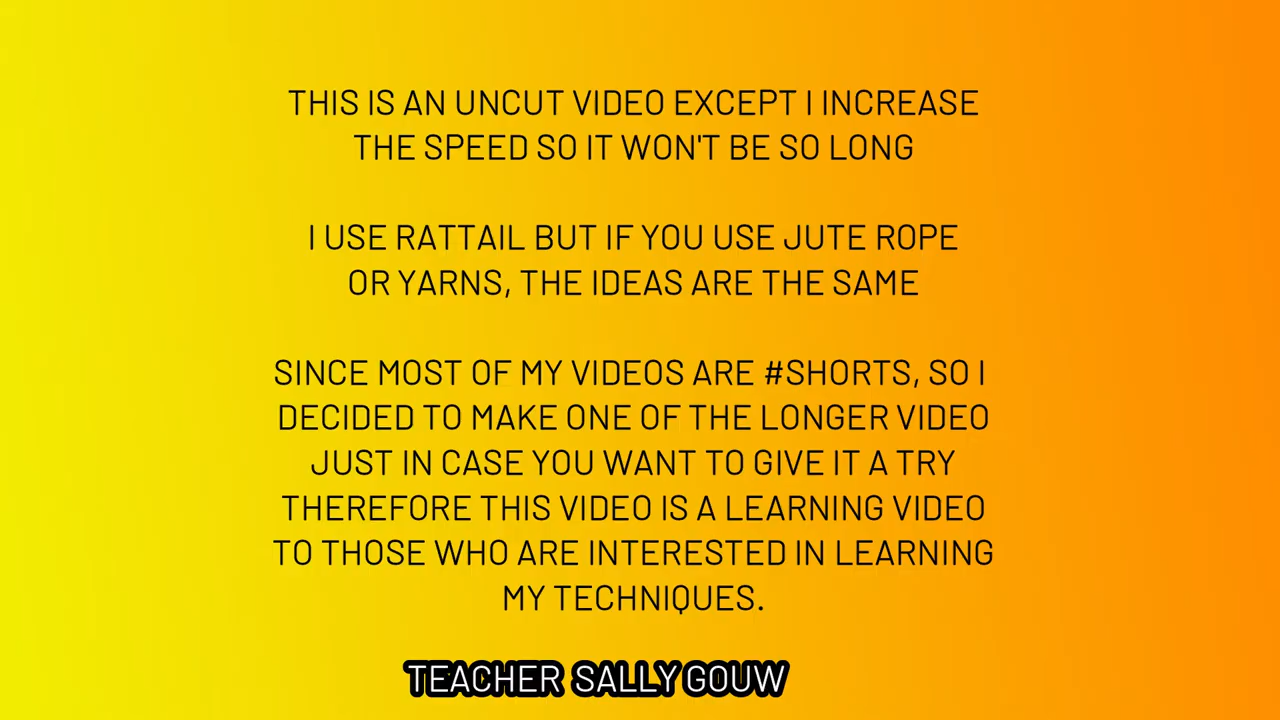 THIS IS AN UNCUT VIDEO EXCEPT I INCREASE
THE SPEED SO IT WON'T BE SO LONG
I USE RATTAIL BUT IF YOU USE JUTE ROPE
OR YARNS, THE IDEAS ARE THE SAME
SINCE MOST OF MY VIDEOS ARE #SHORTS, SO I
DECIDED TO MAKE ONE OF THE LONGER VIDEO
JUST IN CASE YOU WANT TO GIVE IT A TRY
THEREFORE THIS VIDEO IS A LEARNING VIDEO
TO THOSE WHO ARE INTERESTED IN LEARNING
MY TECHNIQUES.
TEACHER SALLY GOUW